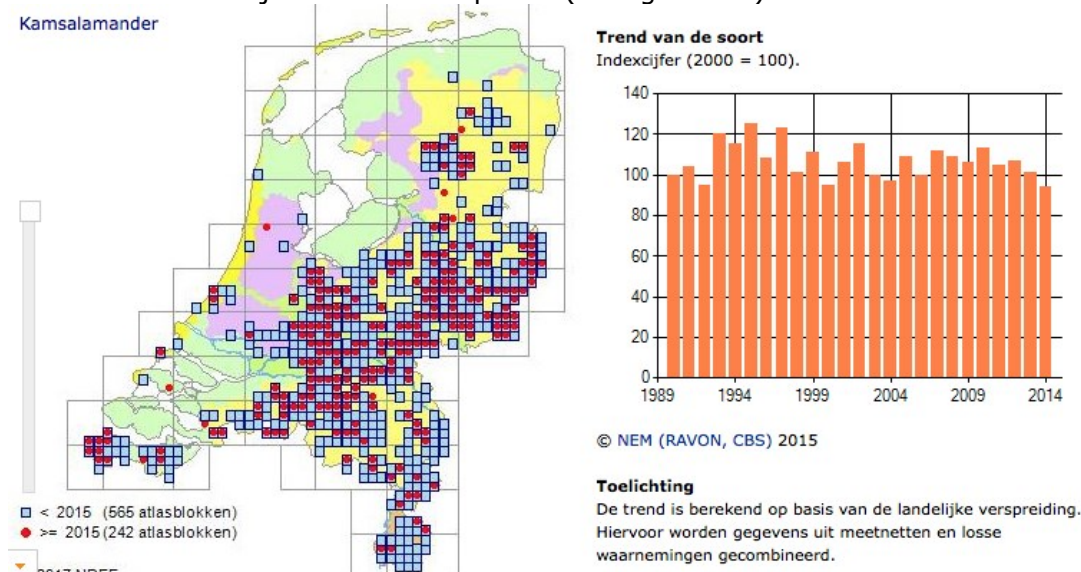 Kamsalamander
< 2015 (565 atlasblokken)
>= 2015 (242 atlasblokken)
Trend van de soort
Indexcijfer (2000 = 100).
140
120
100
80
60
40
20
0
1989 1994 1999 2004 2009 2014
© NEM (RAVON, CBS) 2015
Toelichting
De trend is berekend op basis van de landelijke verspreiding.
Hiervoor worden gegevens uit meetnetten en losse
waarnemingen gecombineerd.